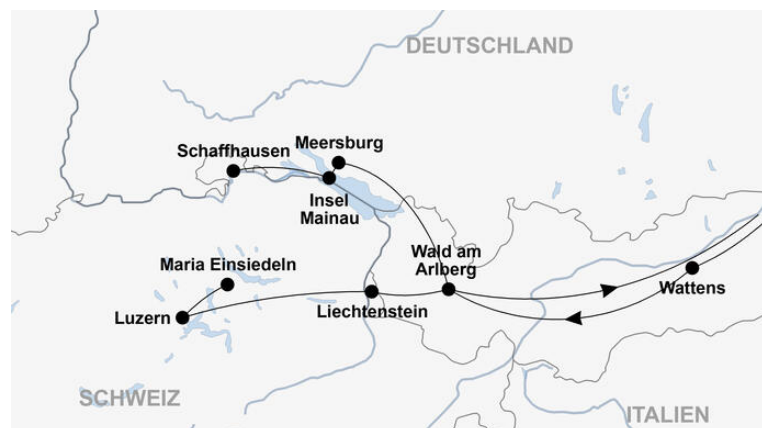 DEUTSCHLAND
Meersburg
Schaffhausen
Insel
Mainau
Wald am
Arlberg
Maria Einsiedeln
Wattens
Luzern
Liechtenstein
SCHWEIZ
ITALIEN